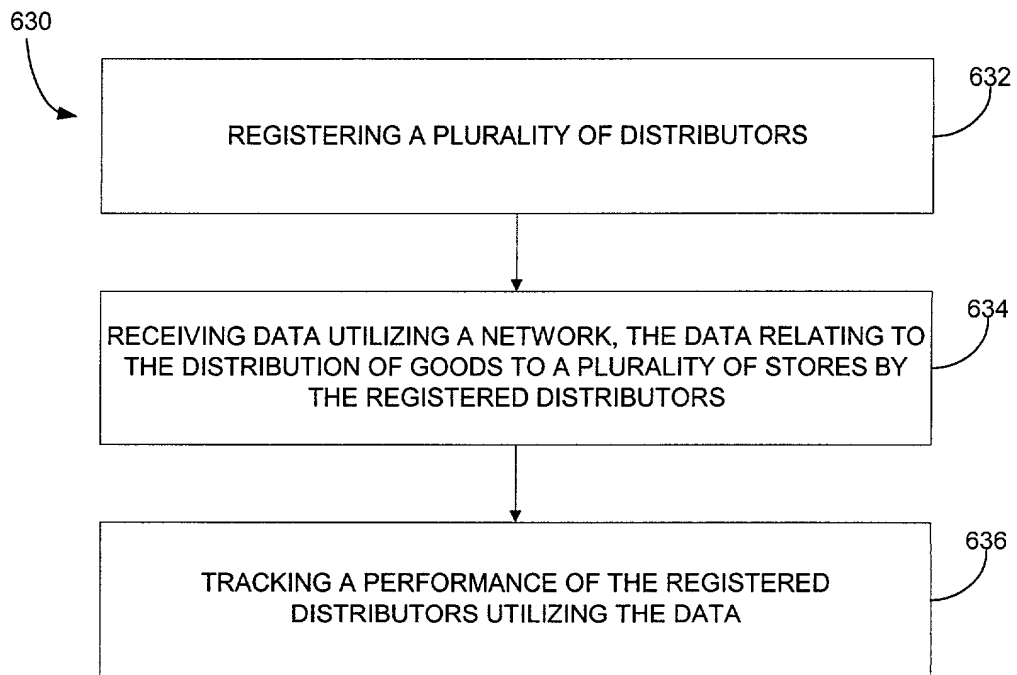 630
632
REGISTERING A PLURALITY OF DISTRIBUTORS
634
RECEIVING DATA UTILIZING A NETWORK, THE DATA RELATING TO
THE DISTRIBUTION OF GOODS TO A PLURALITY OF STORES BY
THE REGISTERED DISTRIBUTORS
636
TRACKING A PERFORMANCE OF THE REGISTERED
DISTRIBUTORS UTILIZING THE DATA